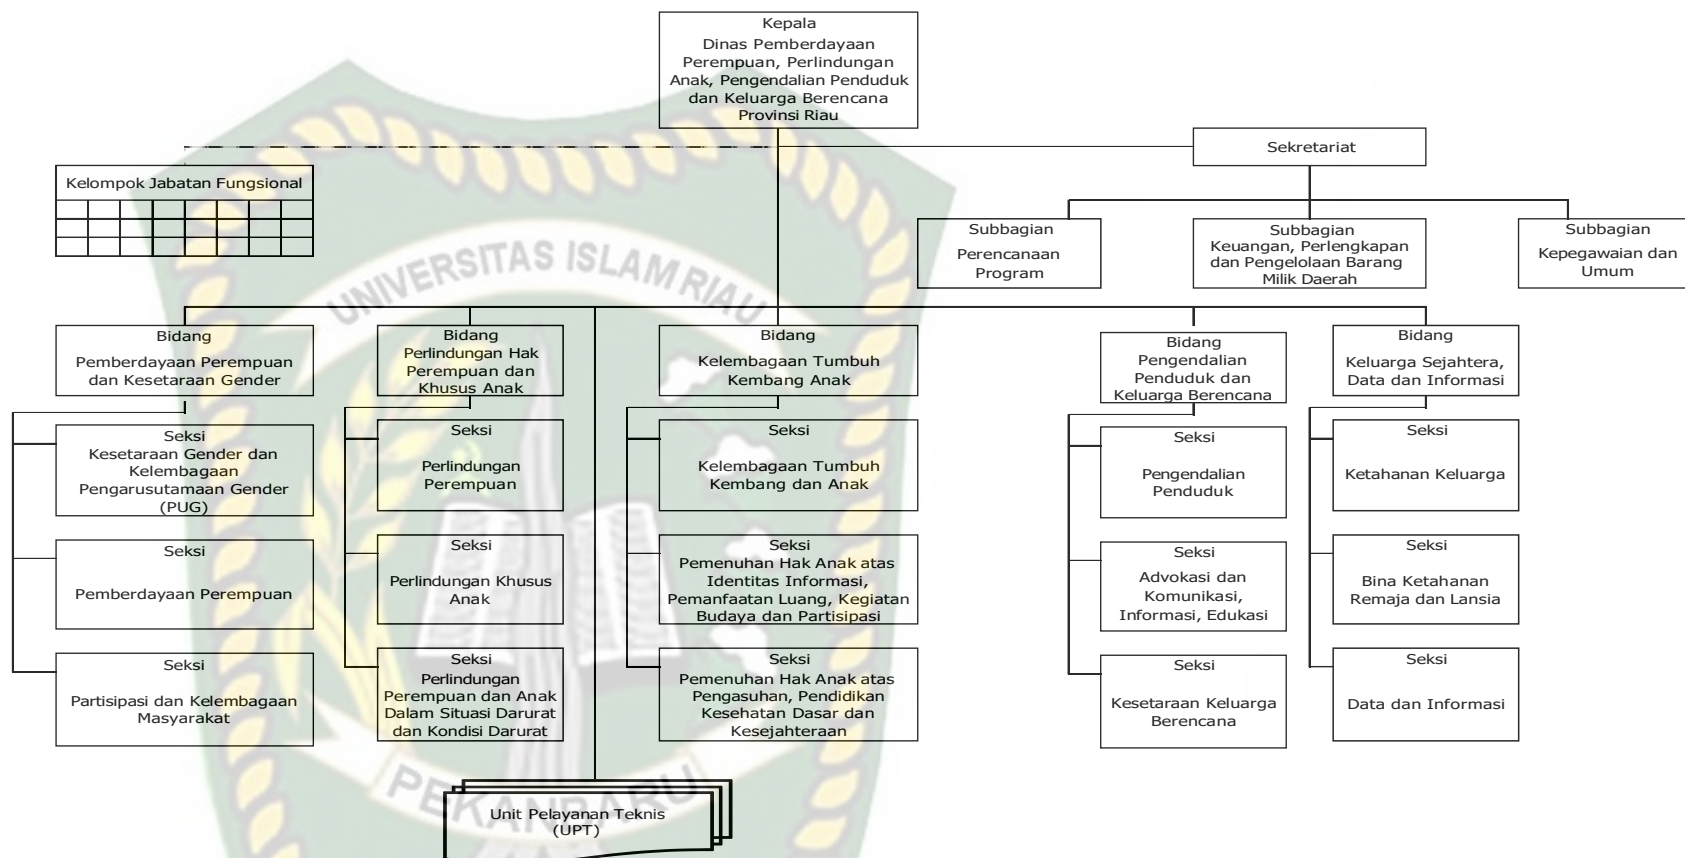 Kepala
Dinas Pemberdayaan
Perempuan, Perlindungan
Anak, Pengendalian Penduduk
dan Keluarga Berencana
Provinsi Riau
Sekretariat
Kelompok Jabatan Fungsional
Subbagian
Perencanaan
Program
Subbagian
Keuangan, Perlengkapan
dan Pengelolaan Barang
Milik Daerah
Subbagian
Kepegawaian dan
Umum
UNIVERSITAS ISLAM RIAU
Bidang
Pemberdayaan Perempuan
dan Kesetaraan Gender
Bidang
Perlindungan Hak
Perempuan dan
Khusus Anak
Bidang
Kelembagaan Tumbuh
Kembang Anak
Bidang
Pengendalian
Penduduk dan
Keluarga Berencana
Bidang
Keluarga Sejahtera,
Data dan Informasi
Seksi
Kesetaraan Gender dan
Kelembagaan
Pengarusutamaan Gender
(PUG)
Seksi
Perlindungan
Perempuan
Seksi
Kelembagaan Tumbuh
Kembang dan Anak
Seksi
Pengendalian
Penduduk
Seksi
Ketahanan Keluarga
Seksi
Pemberdayaan Perempuan
Seksi
Perlindungan Khusus
Anak
Seksi
Pemenuhan Hak Anak atas
Identitas Informasi,
Pemanfaatan Luang, Kegiatan
Budaya dan Partisipasi
Seksi
Advokasi dan
Komunikasi,
Informasi, Edukasi
Seksi
Bina Ketahanan
Remaja dan Lansia
Seksi
Partisipasi dan Kelembagaan
Masyarakat
Seksi
Perlindungan
Perempuan dan Anak
Dalam Situasi Darurat
dan Kondisi Darurat
Seksi
Pemenuhan Hak Anak atas
Pengasuhan, Pendidikan
Kesehatan Dasar dan
Kesejahteraan
Seksi
Kesetaraan Keluarga
Berencana
Seksi
Data dan Informasi
PEKANBARU
Unit Pelayanan Teknis
(UPT)